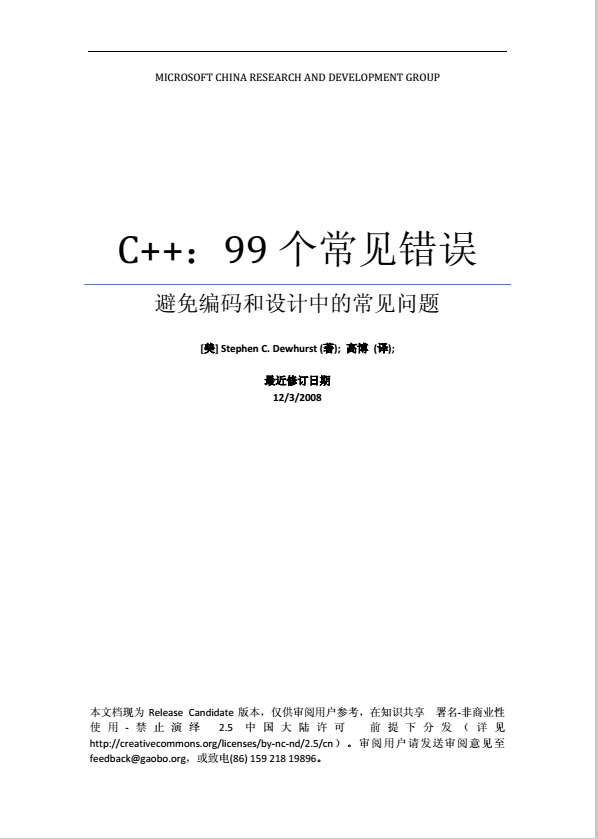 MICROSOFT CHINA RESEARCH AND DEVELOPMENT GROUP
C++：99 个常见错误
避免编码和设计中的常见问题
[美] Stephen C. Dewhurst (著); 高博 (译);
最近修订日期
12/3/2008
本文档现为 Release Candidate 版本，仅供审阅用户参考，在知识共享 署名-非商业性
使用-禁止演绎 2.5 中国大陆许可 前提下分发（详见
http://creativecommons.org/licenses/by-nc-nd/2.5/cn）。审阅用户请发送审阅意见至
feedback@gaobo.org，或致电(86) 159 218 19896。